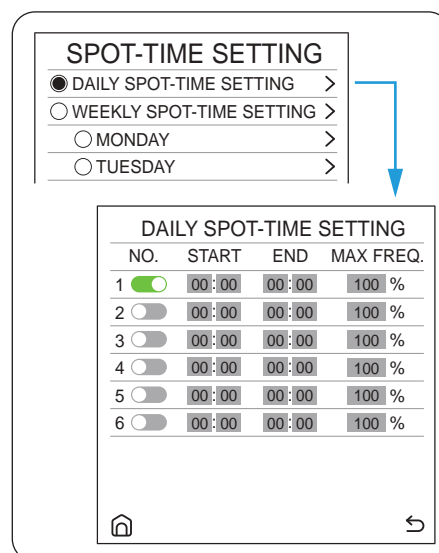 SPOT-TIME SETTING
DAILY SPOT-TIME SETTING >
WEEKLY SPOT-TIME SETTING >
MONDAY >
TUESDAY >
DAILY SPOT-TIME SETTING
NO. START END MAX FREQ.
1 00:00 00:00 100 %
2 00:00 00:00 100 %
3 00:00 00:00 100 %
4 00:00 00:00 100 %
5 00:00 00:00 100 %
6 00:00 00:00 100 %